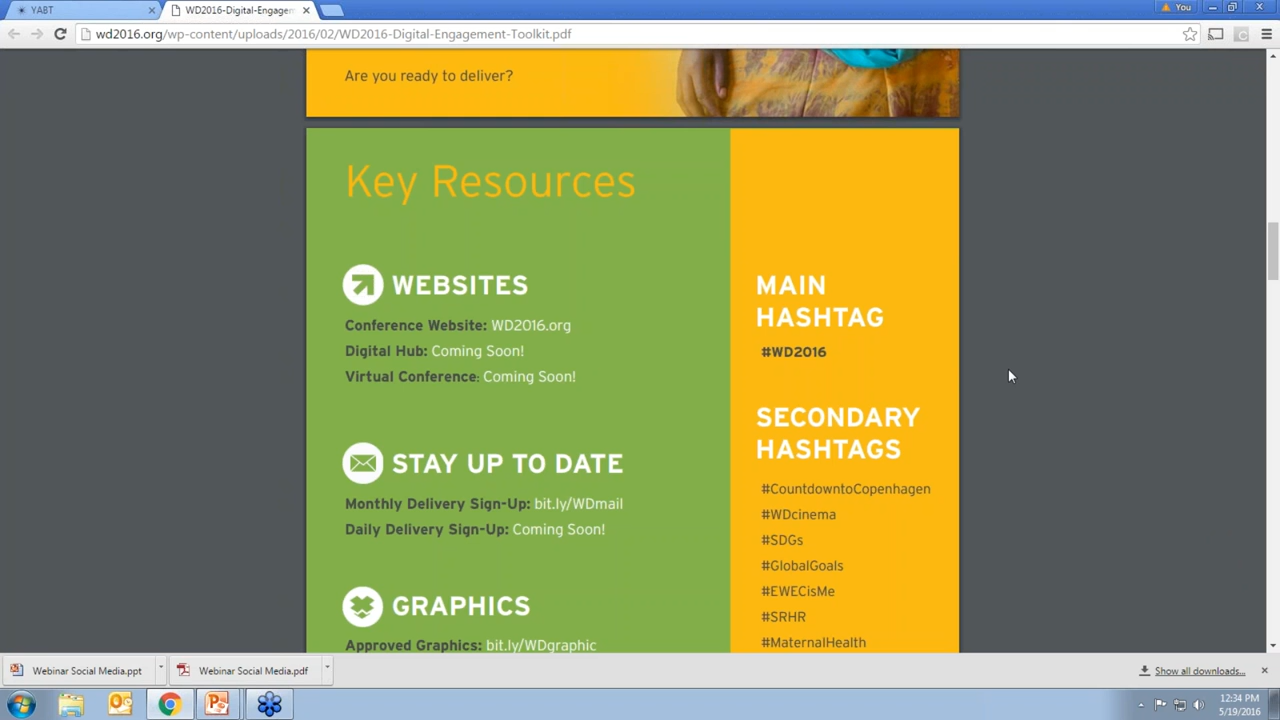 YABT
WD2016-Digital-Engagem
You
wd2016.org/wp-content/uploads/2016/02/WD2016-Digital-Engagement-Toolkit.pdf
Are you ready to deliver?
Key Resources
WEBSITES
Conference Website: WD2016.org
Digital Hub: Coming Soon!
Virtual Conference: Coming Soon!
STAY UP TO DATE
Monthly Delivery Sign-Up: bit.ly/WDmail
Daily Delivery Sign-Up: Coming Soon!
GRAPHICS
Approved Graphics: bit.ly/WDgraphic
MAIN
HASHTAG
#WD2016
SECONDARY
HASHTAGS
#CountdowntoCopenhagen
#WDcinema
#SDGs
#GlobalGoals
#EWECisMe
#SRHR
#MaternalHealth
Webinar Social Media.ppt
Webinar Social Media.pdf
Show all downloads...
12:34 PM
5/19/2016